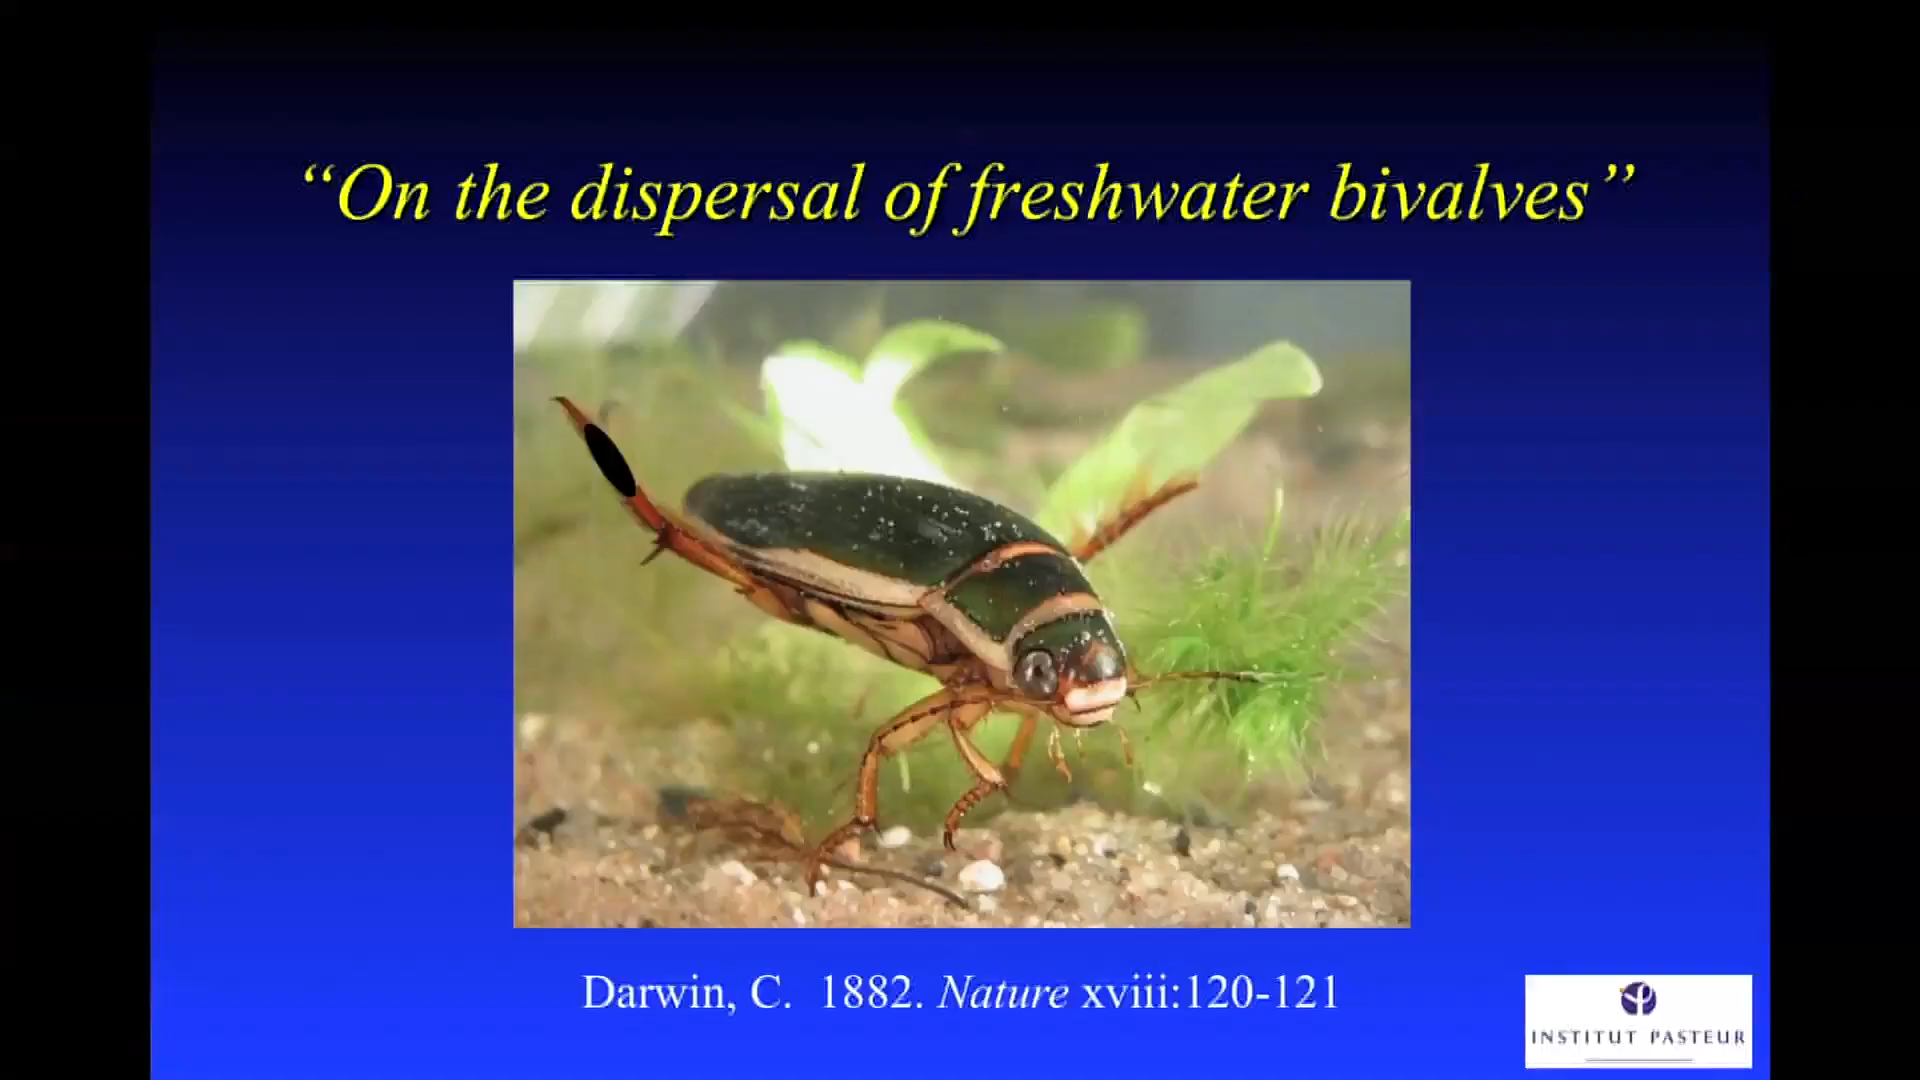 “On the dispersal of freshwater bivalves”
Darwin, C. 1882. Nature xviii:120-121
INSTITUT PASTEUR